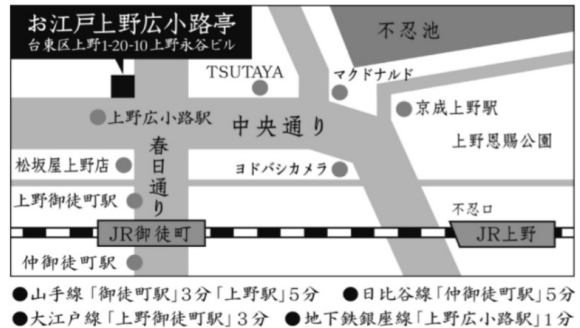 お江戸上野広小路亭
台東区上野1-20-10 上野永谷ビル
不忍池
TSUTAYA
マクドナルド
上野広小路駅
中央通り
京成上野駅
上野恩賜公園
春日通り
松坂屋上野店
ヨドバシカメラ
上野御徒町駅
不忍口
JR御徒町
JR上野
仲御徒町駅
●山手線「御徒町駅」3分「上野駅」5分 ●日比谷線「仲御徒町駅」5分
●大江戸線「上野御徒町駅」3分 ●地下鉄銀座線「上野広小路駅」1分